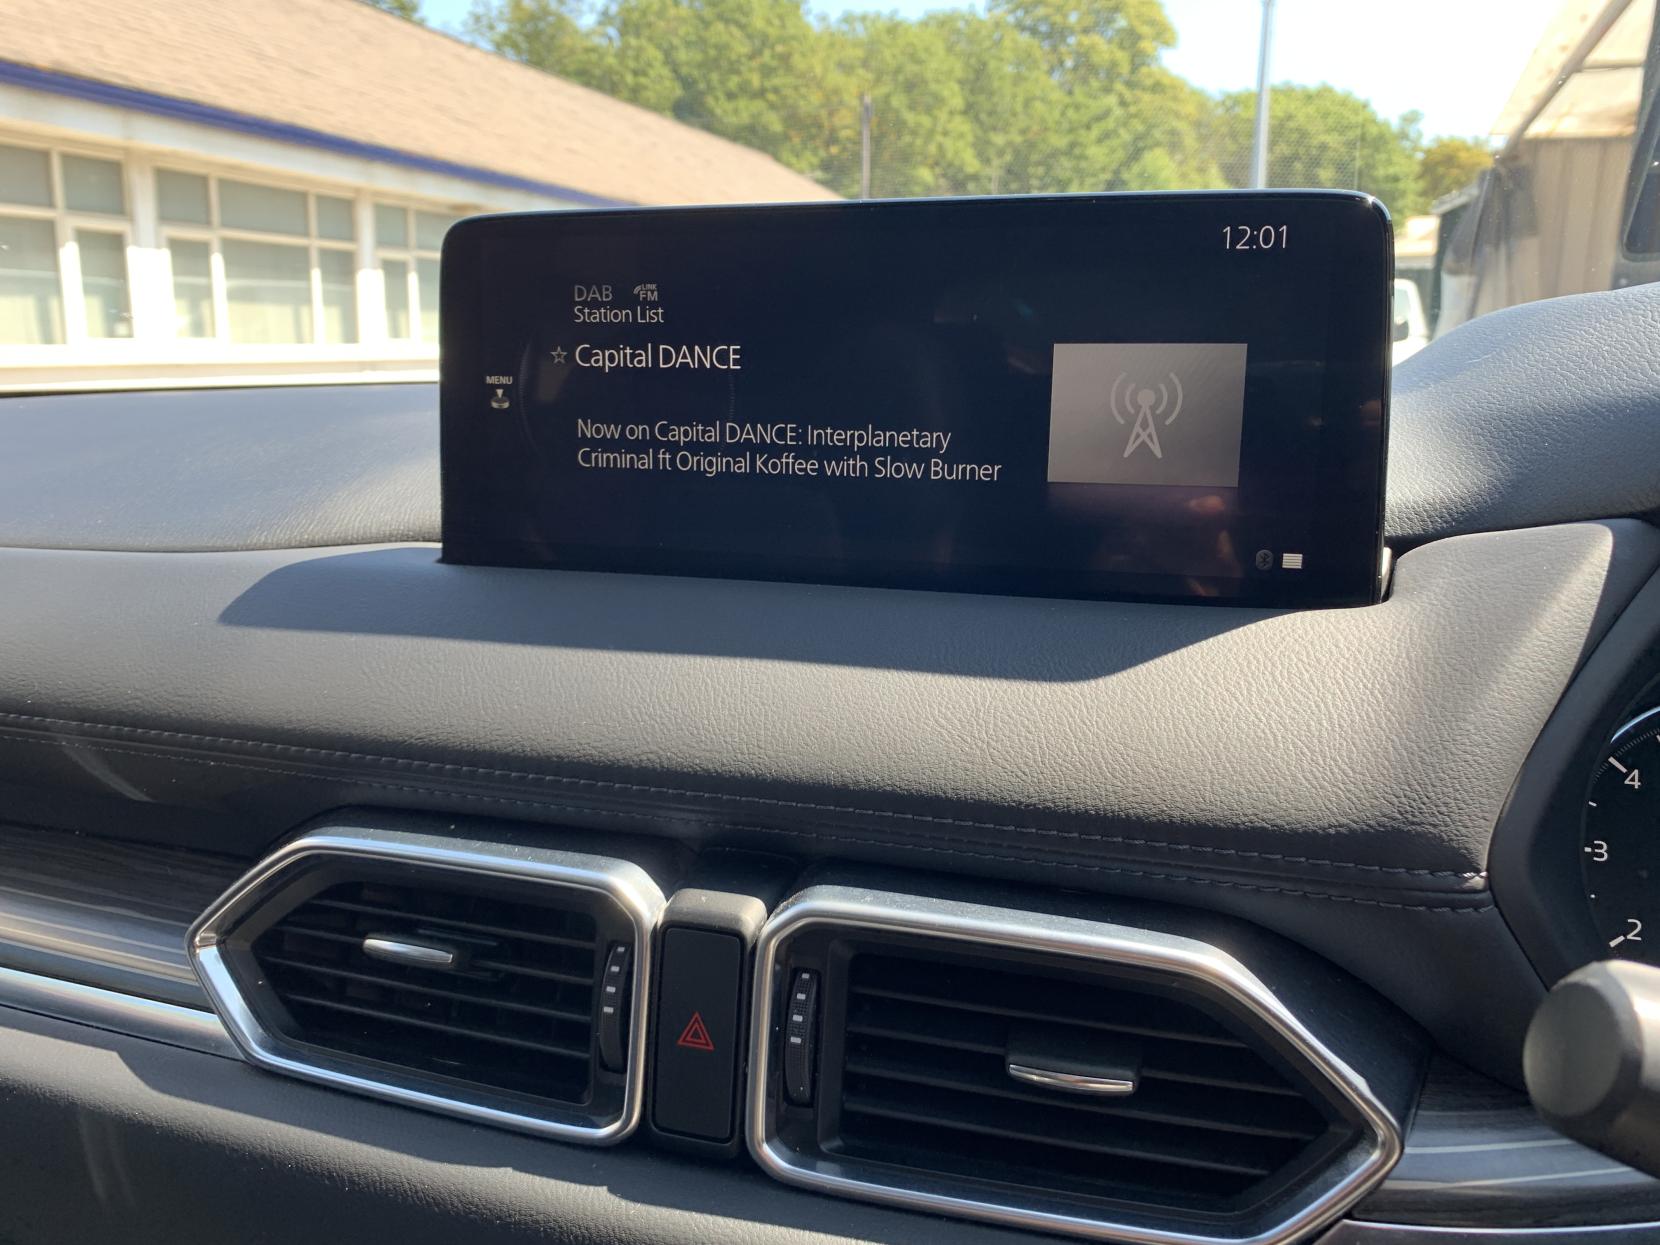 12:01
DAB LINK FM
Station List
☆ Capital DANCE
MENU
Now on Capital DANCE: Interplanetary
Criminal ft Original Koffee with Slow Burner
4
3
2